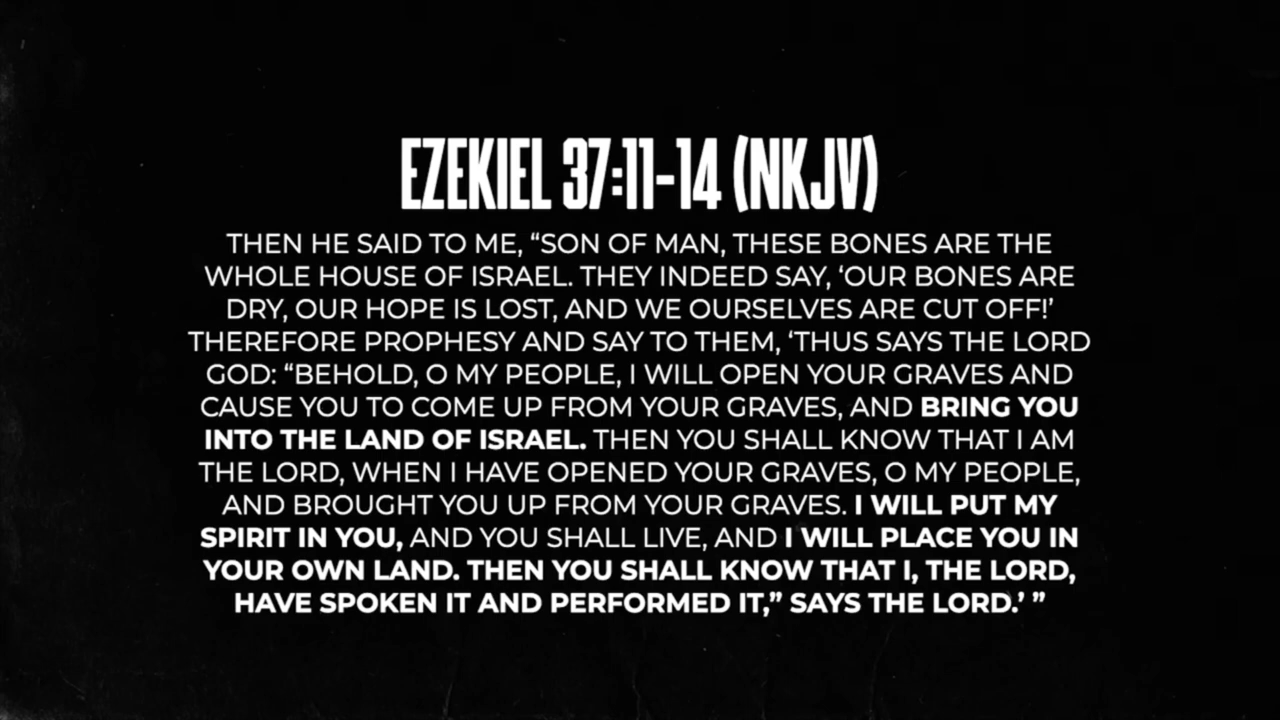 EZEKIEL 37:11-14 (NKJV)
THEN HE SAID TO ME, “SON OF MAN, THESE BONES ARE THE
WHOLE HOUSE OF ISRAEL. THEY INDEED SAY, ‘OUR BONES ARE
DRY, OUR HOPE IS LOST, AND WE OURSELVES ARE CUT OFF!’
THEREFORE PROPHESY AND SAY TO THEM, ‘THUS SAYS THE LORD
GOD: “BEHOLD, O MY PEOPLE, I WILL OPEN YOUR GRAVES AND
CAUSE YOU TO COME UP FROM YOUR GRAVES, AND BRING YOU
INTO THE LAND OF ISRAEL. THEN YOU SHALL KNOW THAT I AM
THE LORD, WHEN I HAVE OPENED YOUR GRAVES, O MY PEOPLE,
AND BROUGHT YOU UP FROM YOUR GRAVES. I WILL PUT MY
SPIRIT IN YOU, AND YOU SHALL LIVE, AND I WILL PLACE YOU IN
YOUR OWN LAND. THEN YOU SHALL KNOW THAT I, THE LORD,
HAVE SPOKEN IT AND PERFORMED IT,” SAYS THE LORD.’ ”